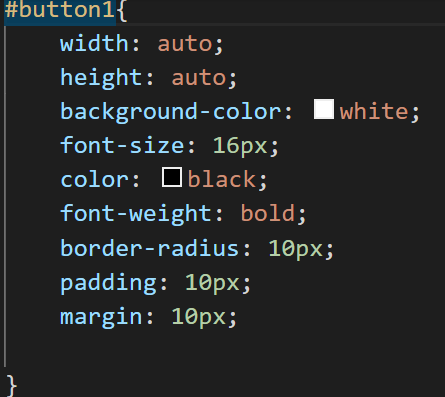 #button1{
width: auto;
height: auto;
background-color: white;
font-size: 16px;
color: black;
font-weight: bold;
border-radius: 10px;
padding: 10px;
margin: 10px;
}